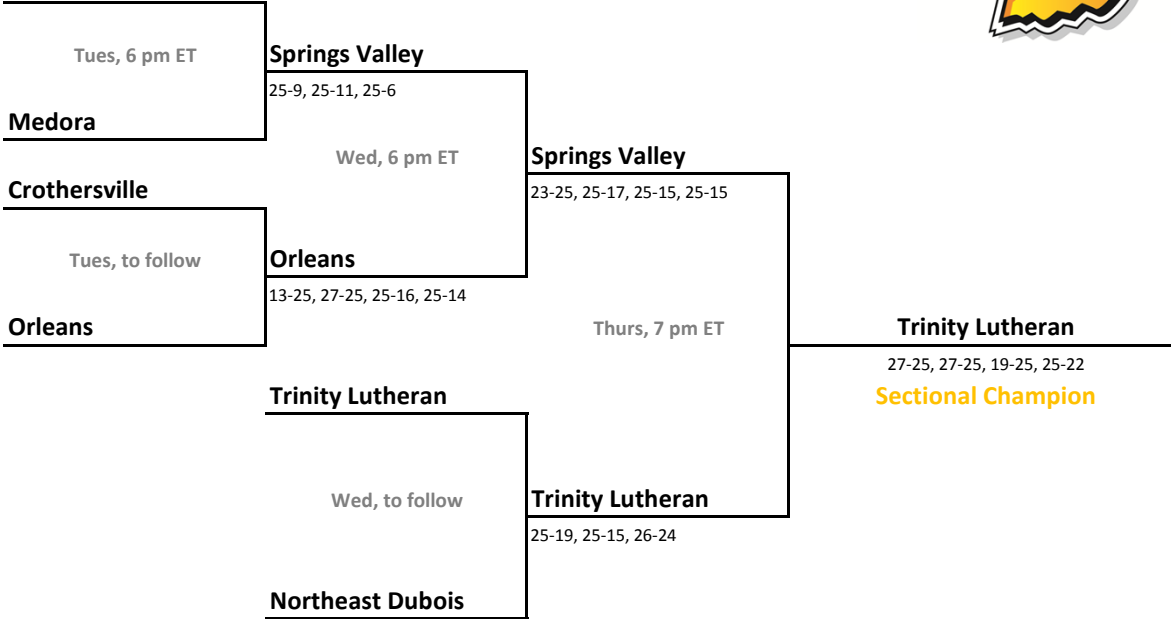 Tues, 6 pm ET
Springs Valley
25-9, 25-11, 25-6
Medora
Wed, 6 pm ET
Springs Valley
23-25, 25-17, 25-15, 25-15
Crothersville
Tues, to follow
Orleans
13-25, 27-25, 25-16, 25-14
Orleans
Thurs, 7 pm ET
Trinity Lutheran
27-25, 27-25, 19-25, 25-22
Sectional Champion
Trinity Lutheran
Wed, to follow
Trinity Lutheran
25-19, 25-15, 26-24
Northeast Dubois